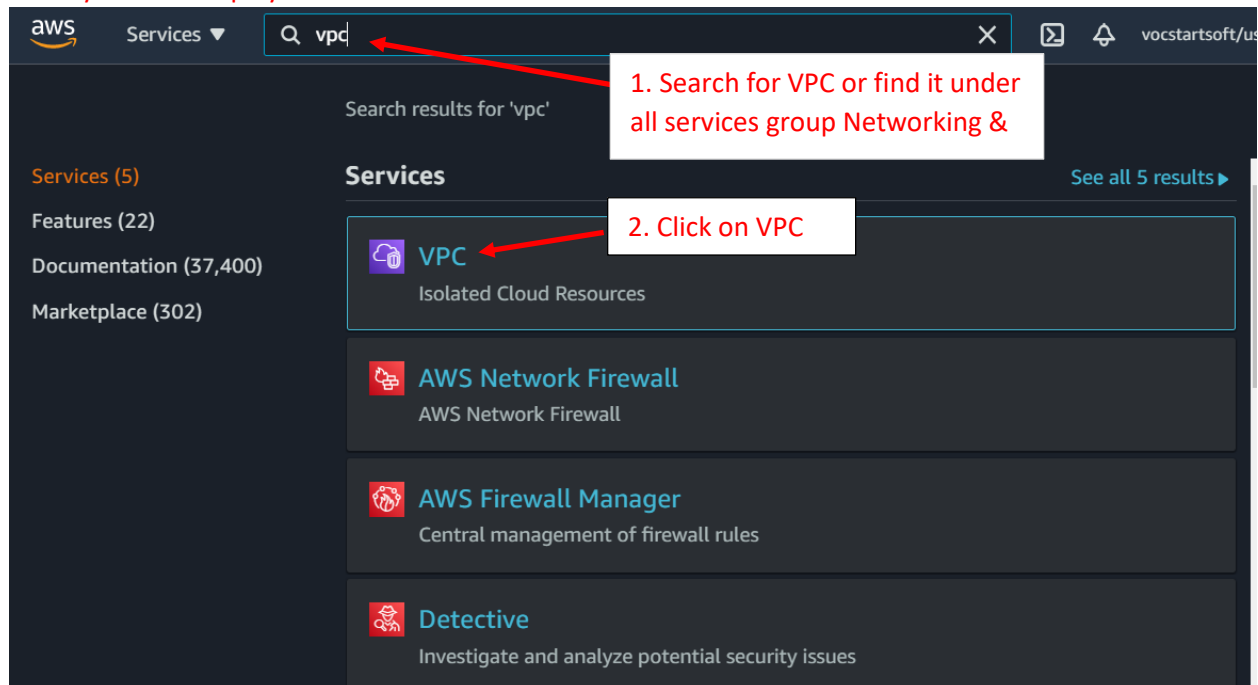 aws Services ▼ vpc vocstartsoft/us
1. Search for VPC or find it under
all services group Networking &
Search results for 'vpc'
Services (5)
Features (22)
Documentation (37,400)
Marketplace (302)
Services See all 5 results ▶
2. Click on VPC
VPC
Isolated Cloud Resources
AWS Network Firewall
AWS Network Firewall
AWS Firewall Manager
Central management of firewall rules
Detective
Investigate and analyze potential security issues